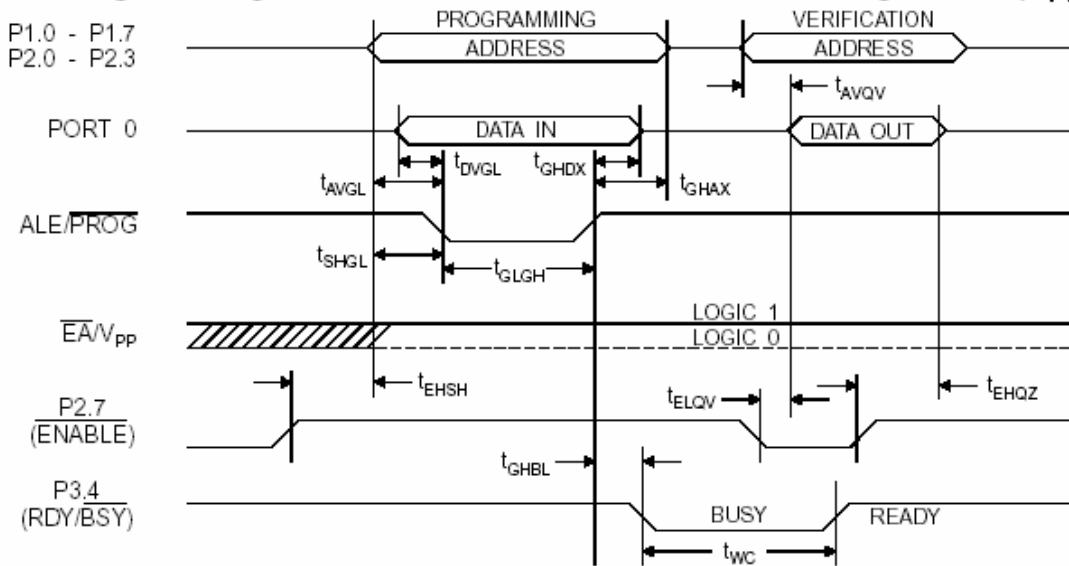 PROGRAMMING VERIFICATION
P1.0 - P1.7
P2.0 - P2.3
ADDRESS ADDRESS
tAVQV
PORT 0 DATA IN DATA OUT
tDVGL tGHDX
tAVGL tGHAX
ALE/PROG
tSHGL tGLGH
LOGIC 1
EA/VPP
LOGIC 0
tEHSH tELQV tEHQZ
P2.7
(ENABLE)
tGHBL
P3.4
(RDY/BSY) BUSY READY
tWC